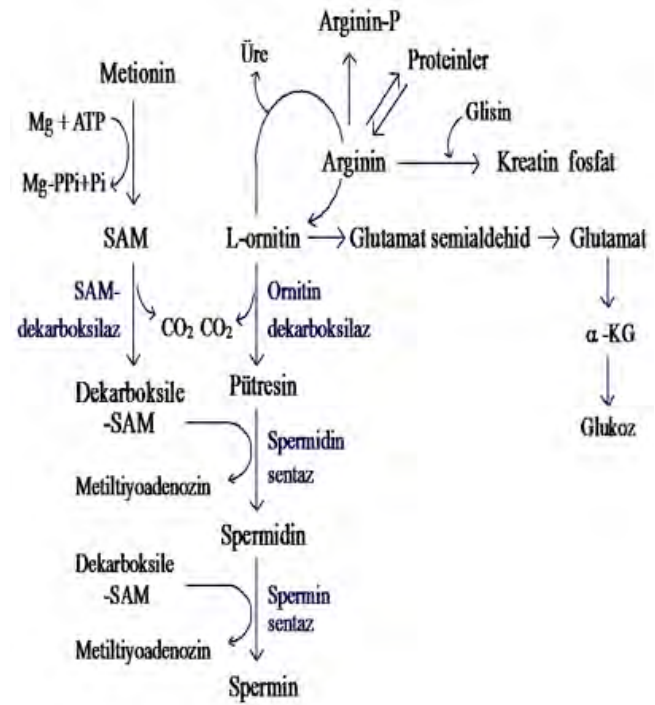 Arginin-P
Üre
Proteinler
Metionin
Glisin
Mg + ATP
Arginin
Kreatin fosfat
Mg-PPi+Pi
SAM
L-ornitin
Glutamat semialdehid
Glutamat
SAM-
dekarboksilaz
CO₂ CO₂
Ornitin
dekarboksilaz
α -KG
Dekarboksile
-SAM
Pütresin
Glukoz
Spermidin
sentaz
Metiltiyoadenozin
Spermidin
Dekarboksile
-SAM
Spermin
sentaz
Metiltiyoadenozin
Spermin